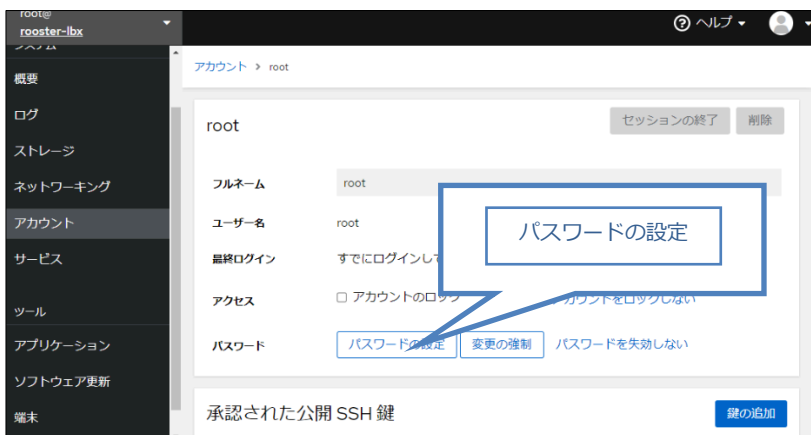 root@
rooster-lbx
ヘルプ
システム
アカウント > root
概要
ログ
ストレージ
ネットワーキング
アカウント
サービス
ツール
アプリケーション
ソフトウェア更新
端末
root
セッションの終了 削除
フルネーム root
ユーザー名 root
最終ログイン すでにログインして
アクセス アカウントのロック アカウントをロックしない
パスワード パスワードの設定 変更の強制 パスワードを失効しない
パスワードの設定
承認された公開 SSH 鍵 鍵の追加